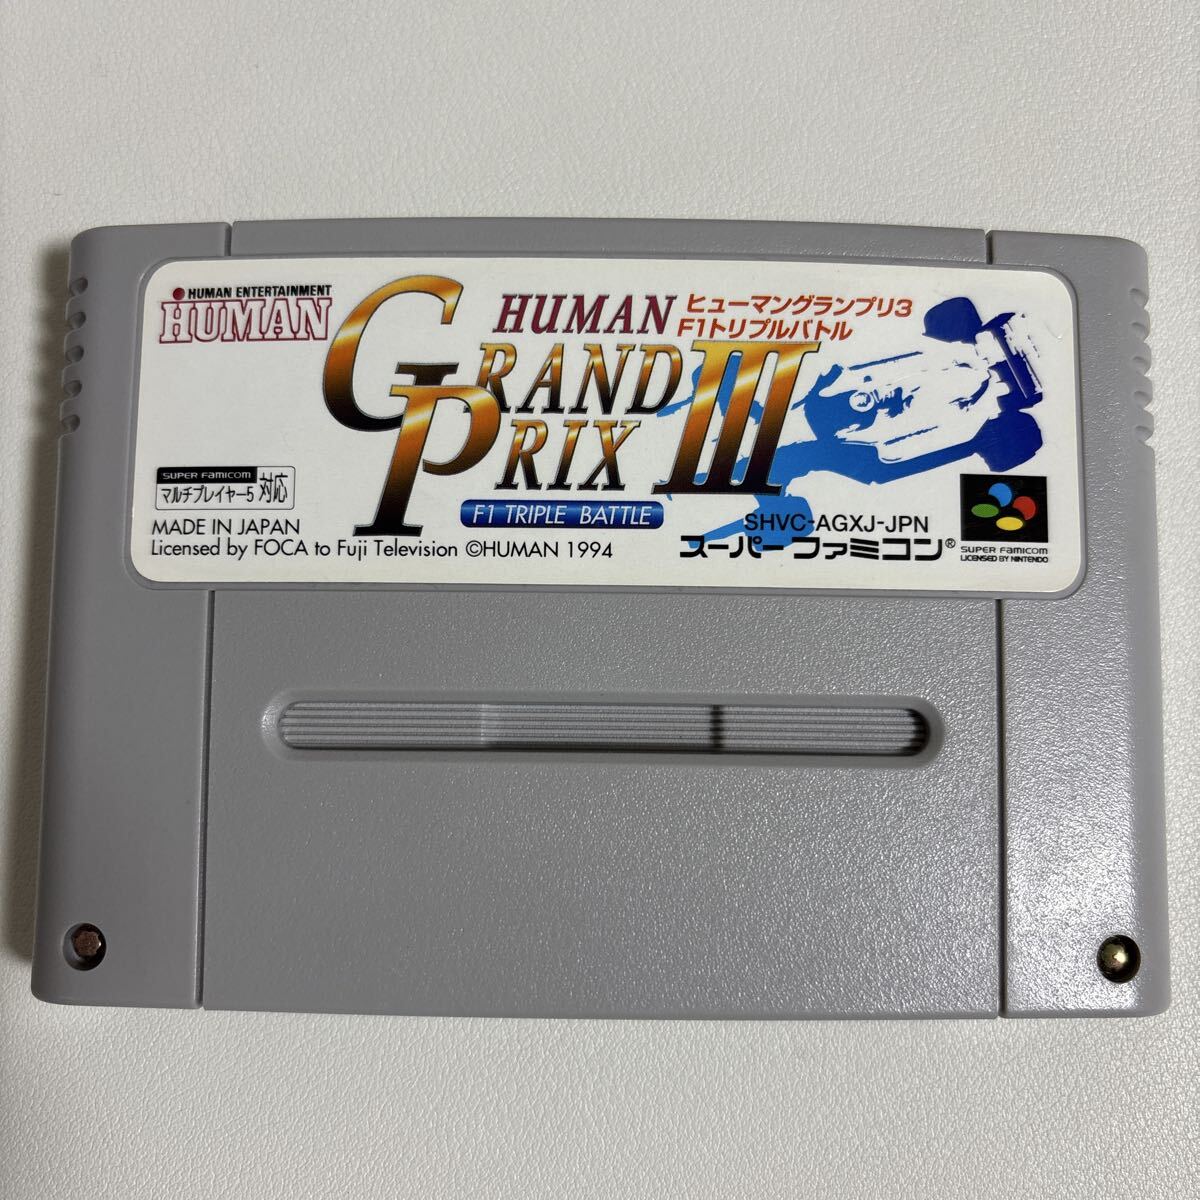 HUMAN ENTERTAINMENT
HUMAN
HUMAN
GRAND
PRIX III
F1 TRIPLE BATTLE
ヒューマングランプリ3
F1トリプルバトル
SUPER FAMICOM
マルチプレイヤー5 対応
MADE IN JAPAN
Licensed by FOCA to Fuji Television ©HUMAN 1994
SHVC-AGXJ-JPN
スーパーファミコン®
SUPER FAMICOM
LICENSED BY NINTENDO